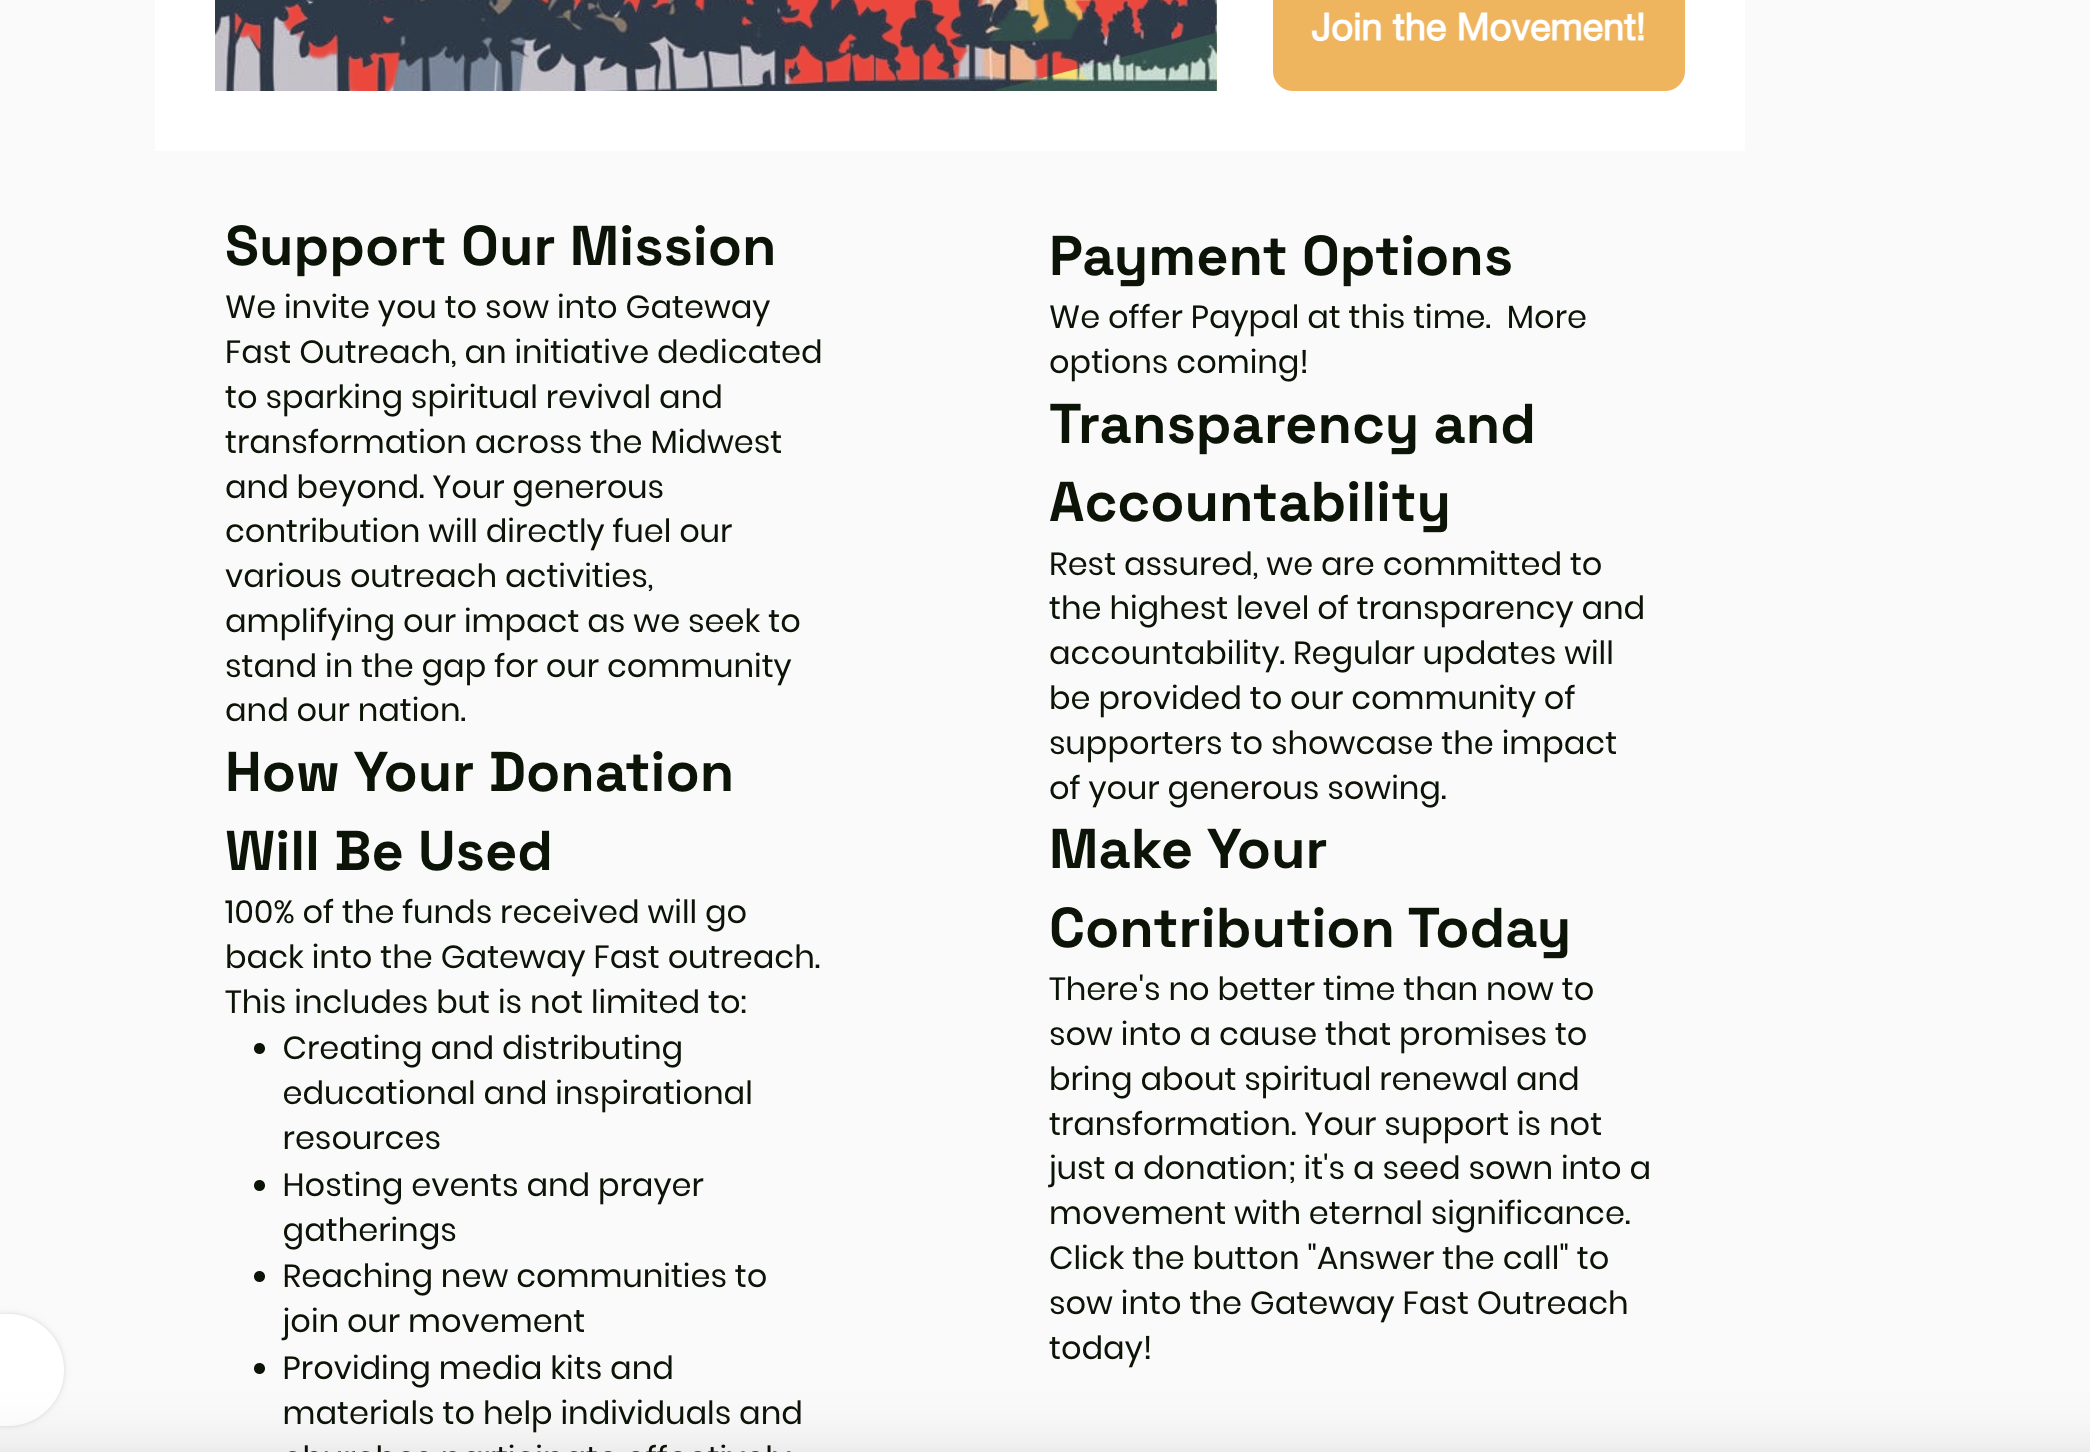 Join the Movement!
Support Our Mission
We invite you to sow into Gateway
Fast Outreach, an initiative dedicated
to sparking spiritual revival and
transformation across the Midwest
and beyond. Your generous
contribution will directly fuel our
various outreach activities,
amplifying our impact as we seek to
stand in the gap for our community
and our nation.
How Your Donation
Will Be Used
100% of the funds received will go
back into the Gateway Fast outreach.
This includes but is not limited to:
• Creating and distributing
educational and inspirational
resources
• Hosting events and prayer
gatherings
• Reaching new communities to
join our movement
• Providing media kits and
materials to help individuals and
churches participate effectively
Payment Options
We offer Paypal at this time.  More
options coming!
Transparency and
Accountability
Rest assured, we are committed to
the highest level of transparency and
accountability. Regular updates will
be provided to our community of
supporters to showcase the impact
of your generous sowing.
Make Your
Contribution Today
There's no better time than now to
sow into a cause that promises to
bring about spiritual renewal and
transformation. Your support is not
just a donation; it's a seed sown into a
movement with eternal significance.
Click the button "Answer the call" to
sow into the Gateway Fast Outreach
today!